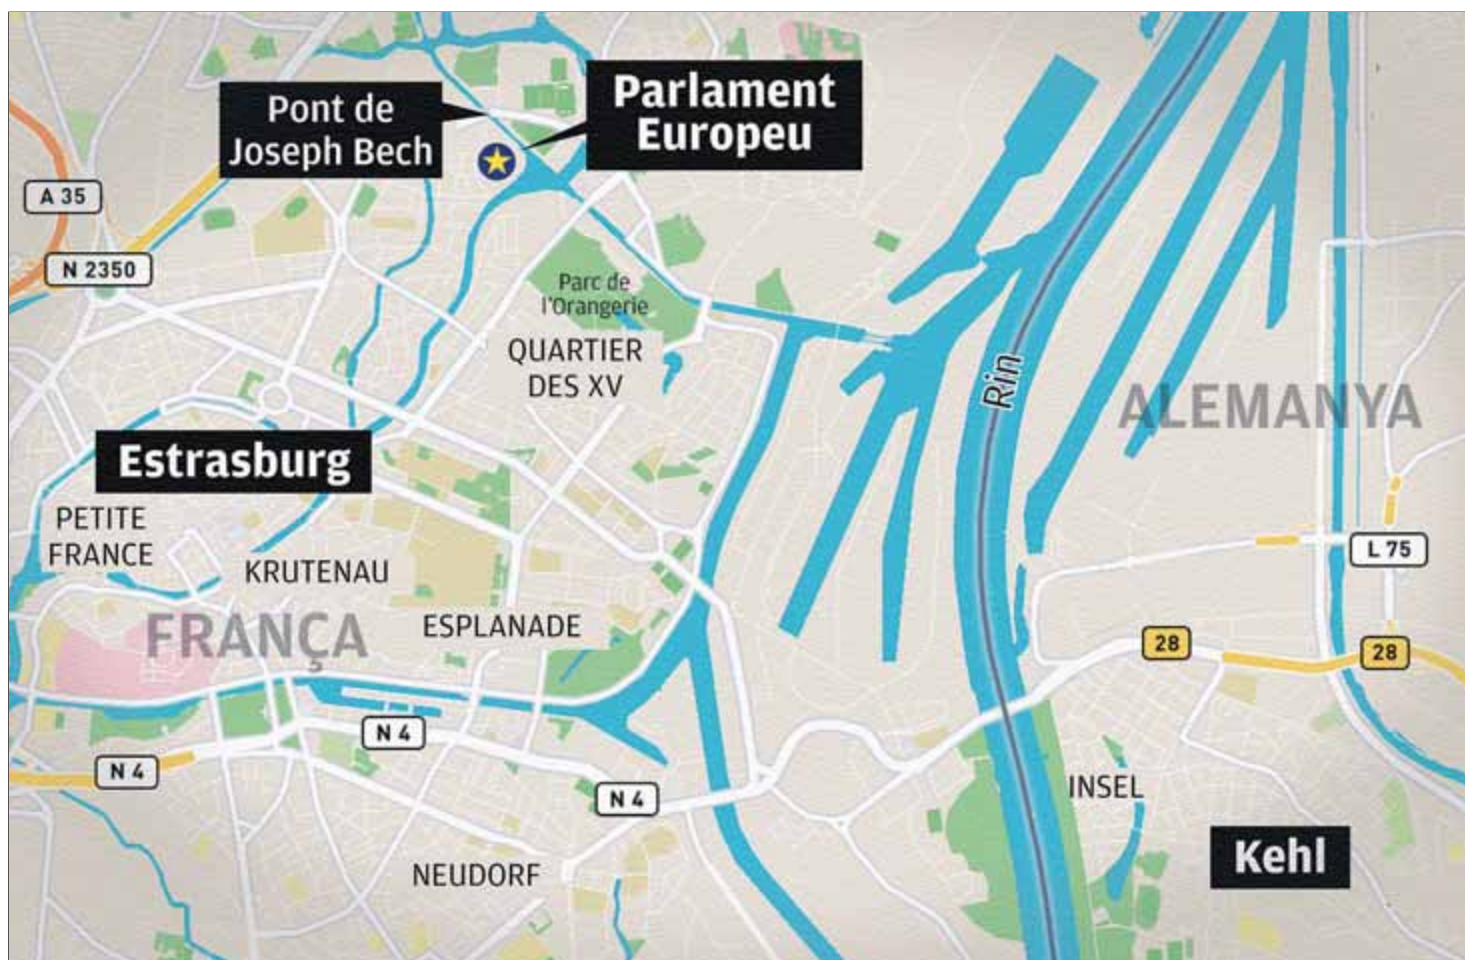 Pont de
Joseph Bech
Parlament
Europeu
A 35
N 2350
Parc de
l'Orangerie
QUARTIER
DES XV
Rin
ALEMANYA
Estrasburg
PETITE
FRANCE
KRUTENAU
L 75
FRANÇA
ESPLANADE
28
28
N 4
N 4
N 4
INSEL
Kehl
NEUDORF